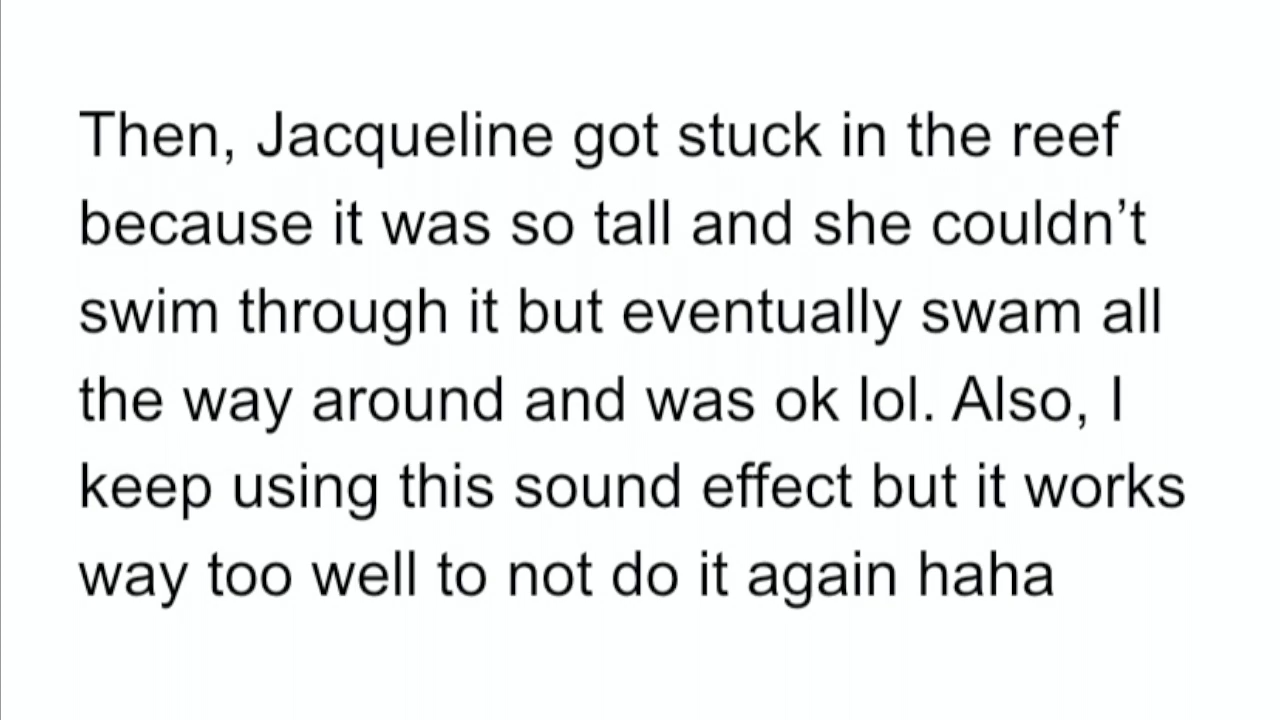 Then, Jacqueline got stuck in the reef
because it was so tall and she couldn’t
swim through it but eventually swam all
the way around and was ok lol. Also, I
keep using this sound effect but it works
way too well to not do it again haha